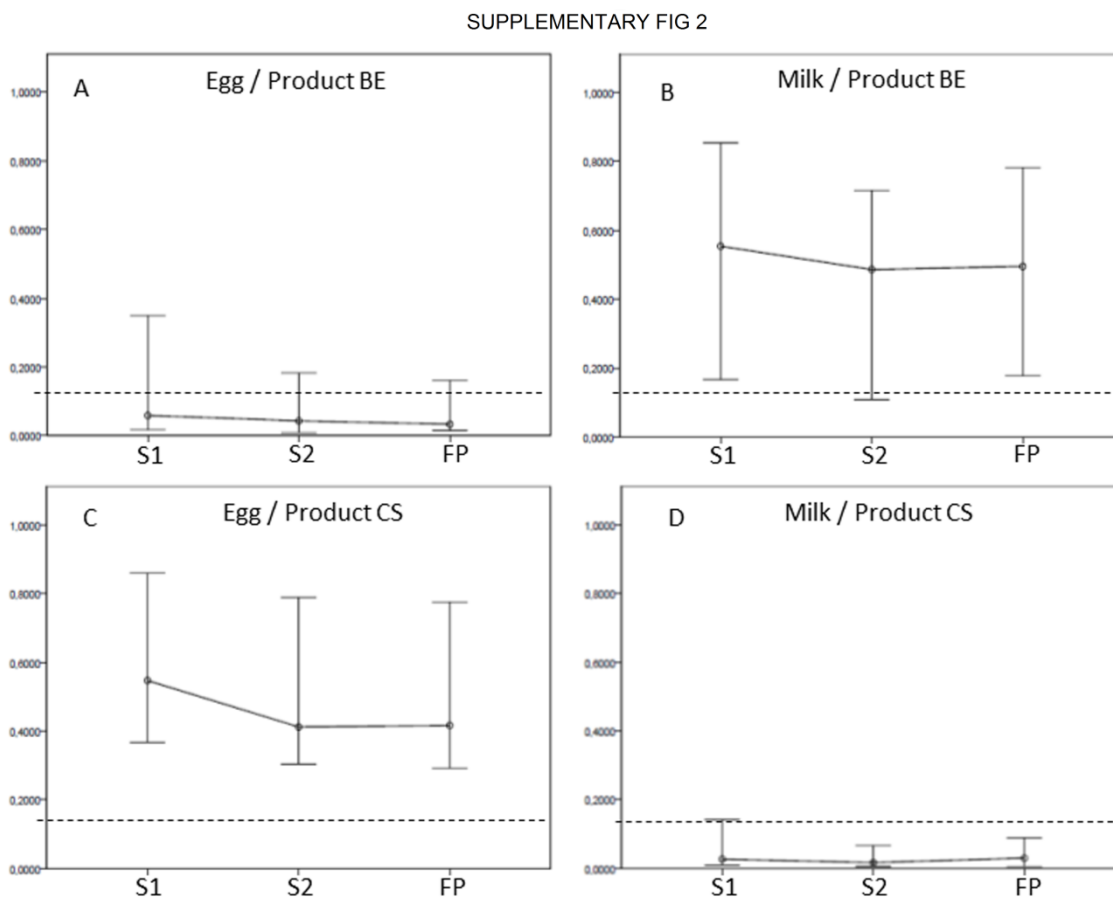 SUPPLEMENTARY FIG 2
A
Egg / Product BE
1,0000
0,8000
0,6000
0,4000
0,2000
0,0000
S1 S2 FP
B
Milk / Product BE
1,0000
0,8000
0,6000
0,4000
0,2000
0,0000
S1 S2 FP
C
Egg / Product CS
1,0000
0,8000
0,6000
0,4000
0,2000
0,0000
S1 S2 FP
D
Milk / Product CS
1,0000
0,8000
0,6000
0,4000
0,2000
0,0000
S1 S2 FP